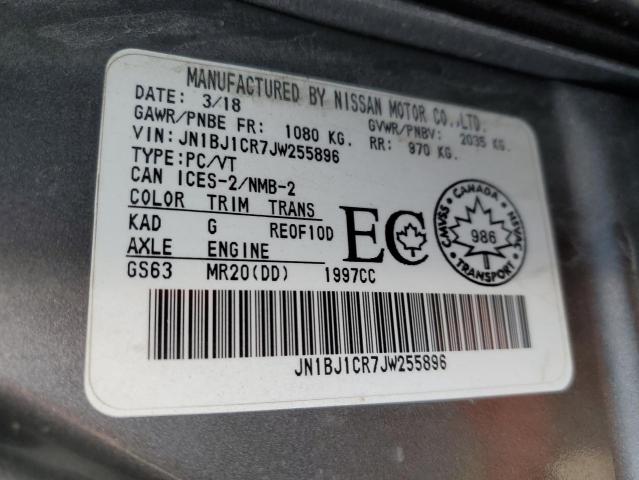 MANUFACTURED BY NISSAN MOTOR CO.,LTD.
DATE: 3/18 GVWR/PNBV: 2035 KG.
GAWR/PNBE FR: 1080 KG. RR: 970 KG.
VIN: JN1BJ1CR7JW255896
TYPE:PC/VT
CAN ICES-2/NMB-2
COLOR TRIM TRANS
KAD G RE0F10D
AXLE ENGINE
GS63 MR20(DD) 1997CC
EC
CANADA
CMVSS 986 NSVAC
TRANSPORT
JN1BJ1CR7JW255896